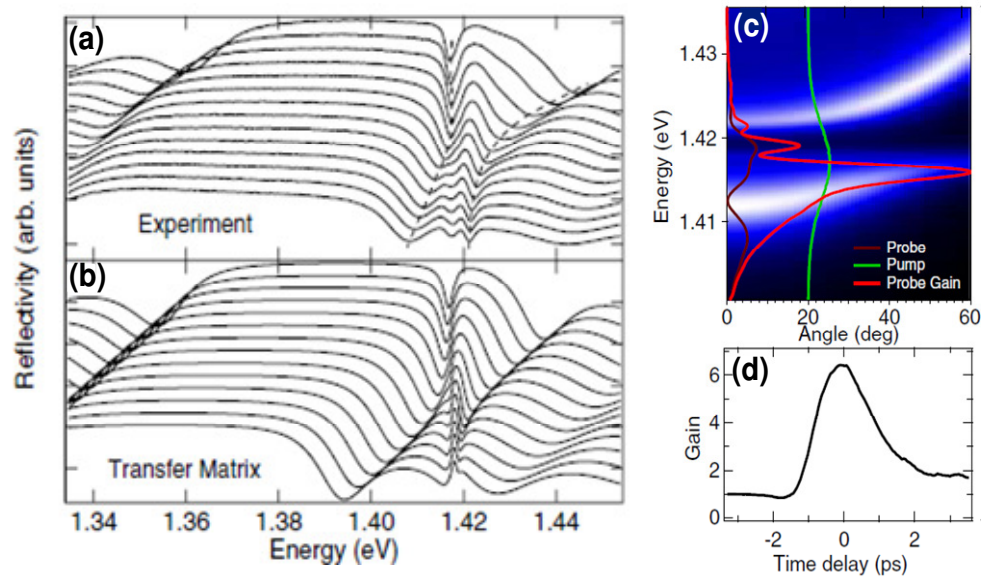 (a)
Experiment
(b)
Transfer Matrix
Reflectivity (arb. units)
1.34
1.36
1.38
1.40
1.42
1.44
Energy (eV)
(c)
1.43
1.42
1.41
Energy (eV)
Probe
Pump
Probe Gain
0
20
40
60
Angle (deg)
(d)
6
4
2
0
Gain
-2
0
2
Time delay (ps)